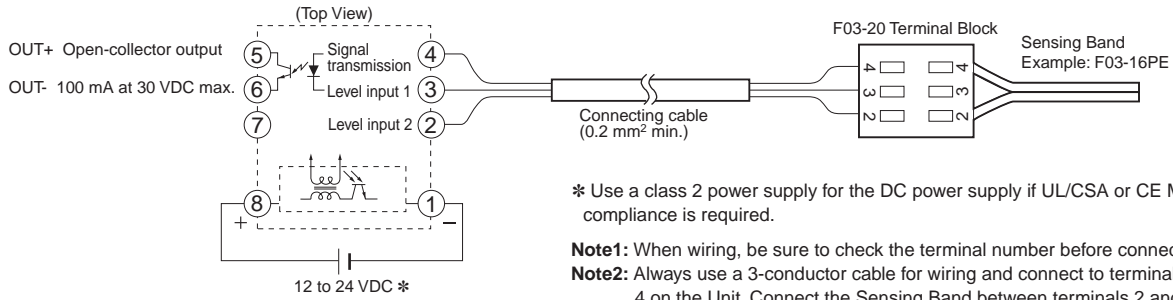 (Top View)
OUT+ Open-collector output
OUT- 100 mA at 30 VDC max.
5
6
7
8
Signal
transmission
Level input 1
Level input 2
4
3
2
1
+
−
12 to 24 VDC ✻
Connecting cable
(0.2 mm² min.)
F03-20 Terminal Block
4
3
2
4
3
2
Sensing Band
Example: F03-16PE
✻ Use a class 2 power supply for the DC power supply if UL/CSA or CE
compliance is required.
Note1: When wiring, be sure to check the terminal number before
Note2: Always use a 3-conductor cable for wiring and connect to
4 on the Unit. Connect the Sensing Band between terminals 2